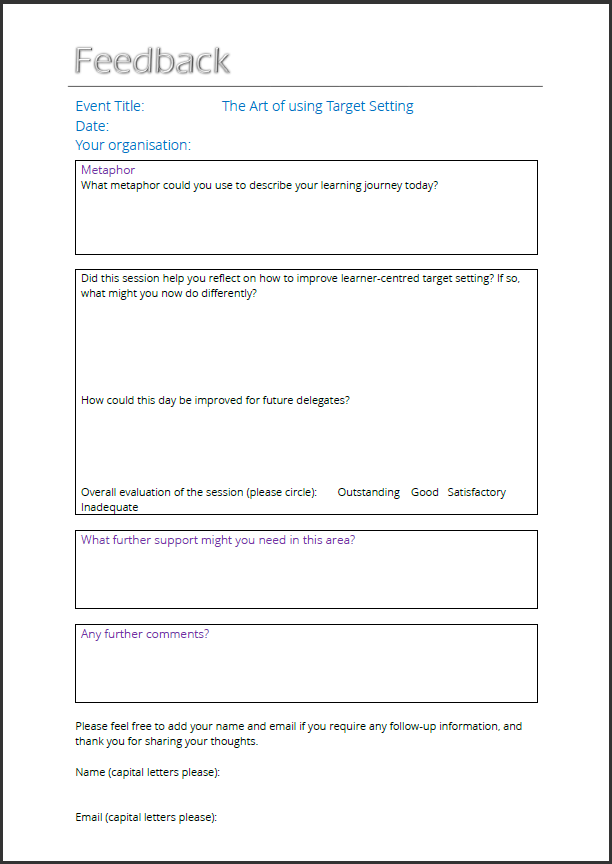 Feedback
Event Title: The Art of using Target Setting
Date:
Your organisation:
Metaphor
What metaphor could you use to describe your learning journey today?
Did this session help you reflect on how to improve learner-centred target setting? If so,
what might you now do differently?
How could this day be improved for future delegates?
Overall evaluation of the session (please circle): Outstanding Good Satisfactory
Inadequate
What further support might you need in this area?
Any further comments?
Please feel free to add your name and email if you require any follow-up information, and
thank you for sharing your thoughts.
Name (capital letters please):
Email (capital letters please):